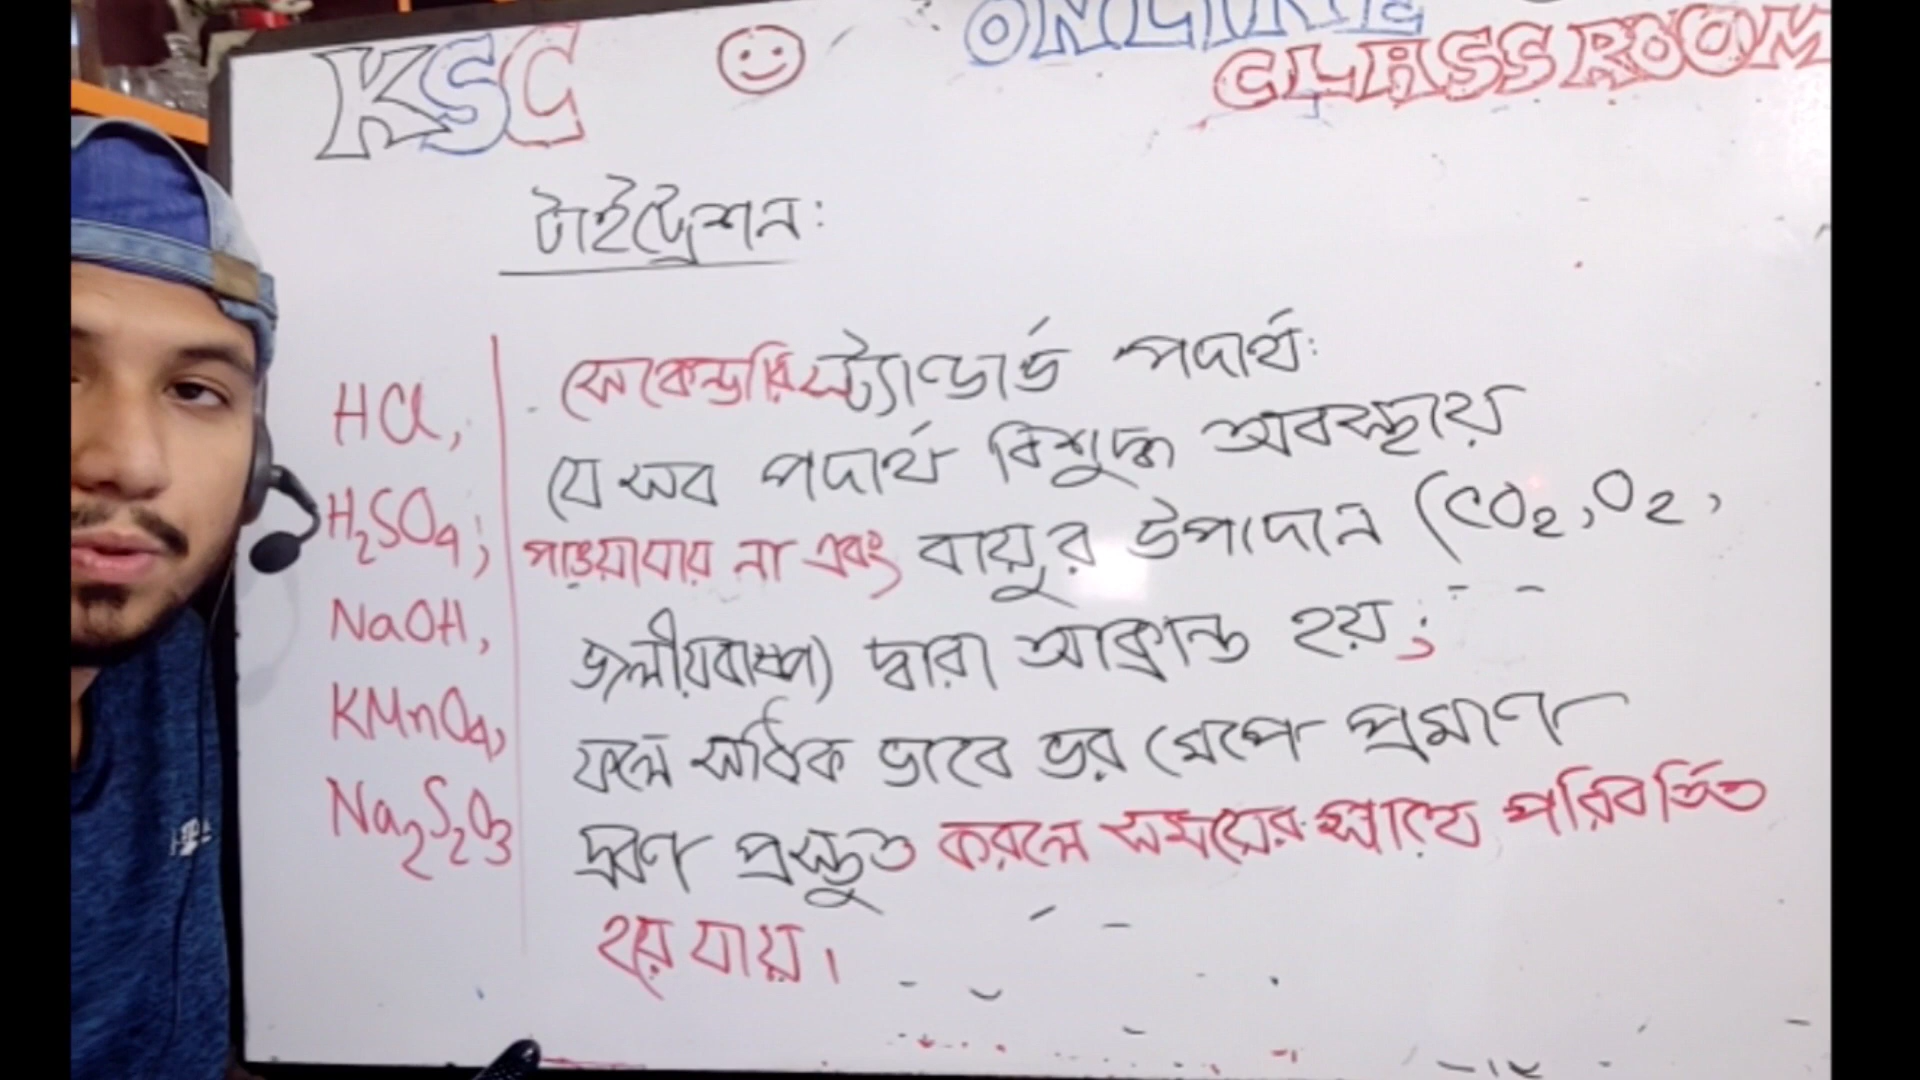 KSC
ONLINE
CLASSROOM
টাইট্রেশন:
সেকেন্ডারি স্ট্যান্ডার্ড পদার্থ:
যে সব পদার্থ বিশুদ্ধ অবস্থায়
পাওয়া যায় না এবং বায়ুর উপাদান (CO₂, O₂,
জলীয়বাষ্প) দ্বারা আক্রান্ত হয়;
ফলে সঠিক ভাবে ভর মেপে প্রমাণ
দ্রবণ প্রস্তুত করলে সময়ের সাথে পরিবর্তিত
হয়ে যায়।
HCl,
H₂SO₄;
NaOH,
KMnO₄,
Na₂S₂O₃